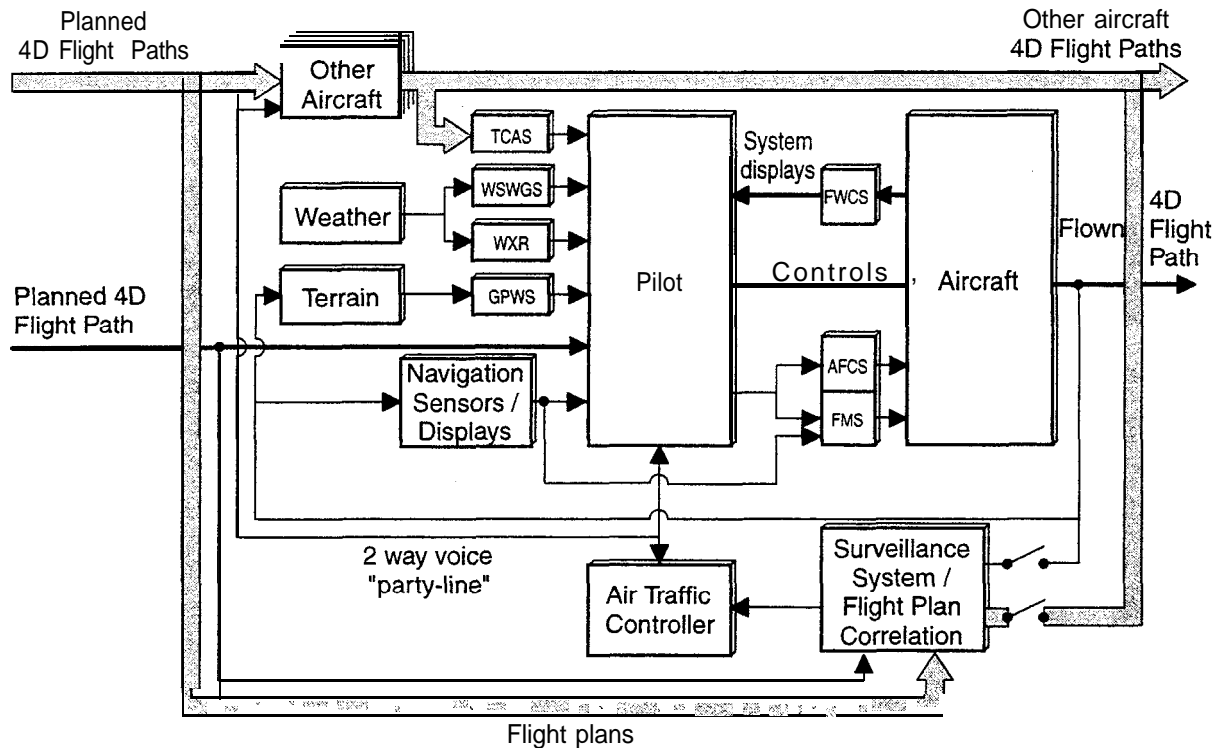 Planned
4D Flight Paths
Other aircraft
4D Flight Paths
Other
Aircraft
TCAS
System
displays
WSWGS
FWCS
4D
Flight
Path
Weather
Flown
WXR
Pilot
Controls ,
Aircraft
Planned 4D
Flight Path
Terrain
GPWS
Navigation
Sensors /
Displays
AFCS
FMS
2 way voice
"party-line"
Surveillance
System /
Flight Plan
Correlation
Air Traffic
Controller
Flight plans